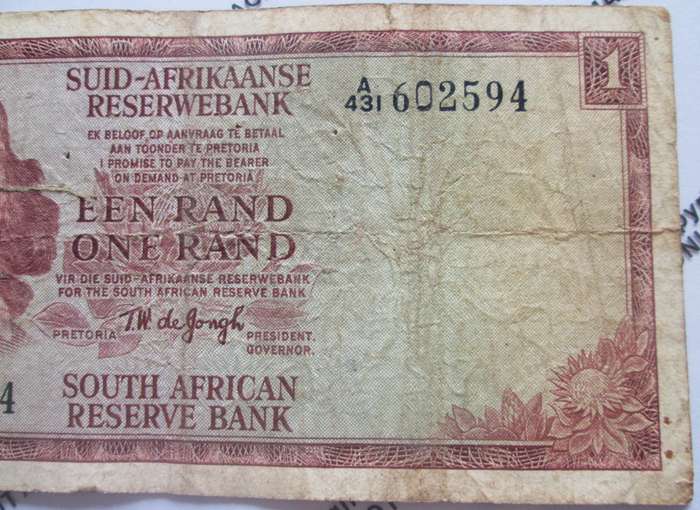 SUID-AFRIKAANSE
RESERWEBANK
A
431 602594
1
EK BELOOF OP AANVRAAG TE BETAAL
AAN TOONDER TE PRETORIA
I PROMISE TO PAY THE BEARER
ON DEMAND AT PRETORIA
EEN RAND
ONE RAND
VIR DIE SUID-AFRIKAANSE RESERWEBANK
FOR THE SOUTH AFRICAN RESERVE BANK
PRETORIA T.W. de Jongh PRESIDENT.
GOVERNOR.
4
SOUTH AFRICAN
RESERVE BANK